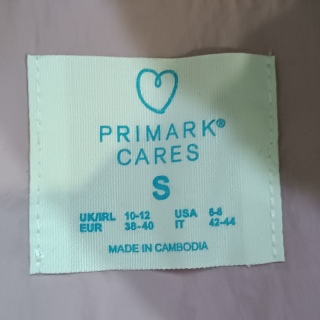 PRIMARK®
CARES
S
UK/IRL 10-12 USA 6-8
EUR 38-40 IT 42-44
MADE IN CAMBODIA